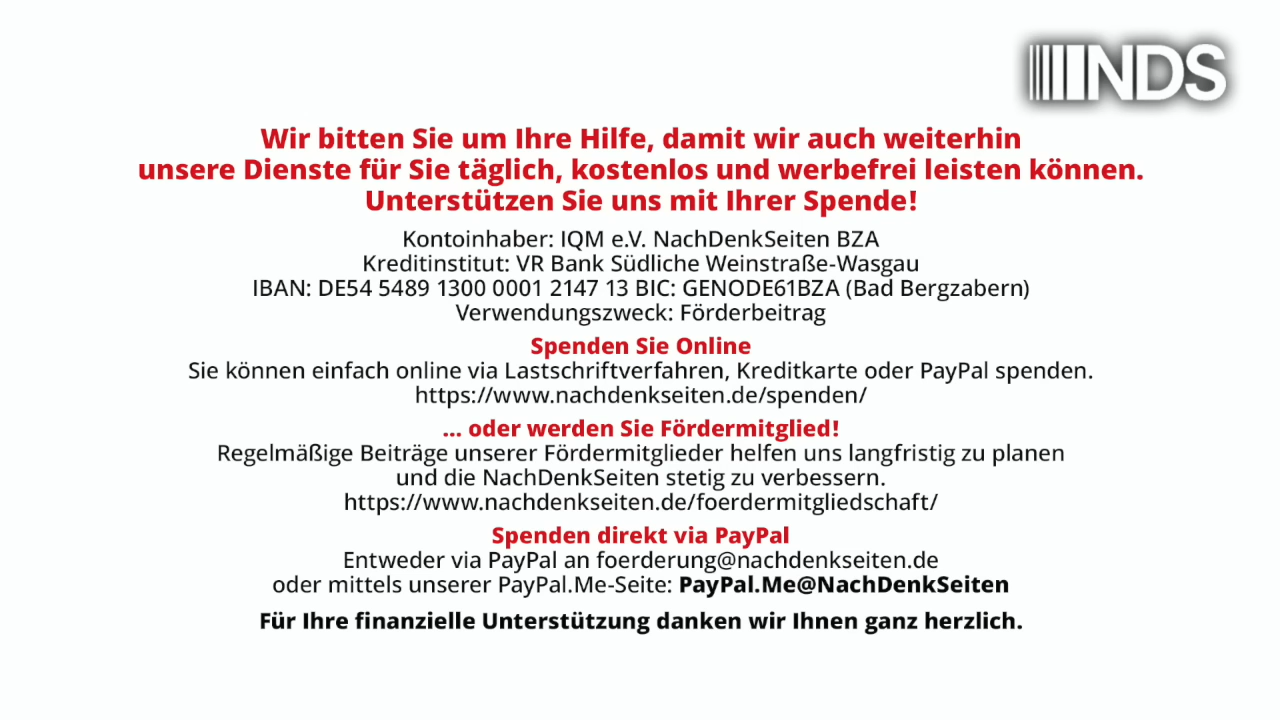 NDS
Wir bitten Sie um Ihre Hilfe, damit wir auch weiterhin
unsere Dienste für Sie täglich, kostenlos und werbefrei leisten können.
Unterstützen Sie uns mit Ihrer Spende!
Kontoinhaber: IQM e.V. NachDenkSeiten BZA
Kreditinstitut: VR Bank Südliche Weinstraße-Wasgau
IBAN: DE54 5489 1300 0001 2147 13 BIC: GENODE61BZA (Bad Bergzabern)
Verwendungszweck: Förderbeitrag
Spenden Sie Online
Sie können einfach online via Lastschriftverfahren, Kreditkarte oder PayPal spenden.
https://www.nachdenkseiten.de/spenden/
... oder werden Sie Fördermitglied!
Regelmäßige Beiträge unserer Fördermitglieder helfen uns langfristig zu planen
und die NachDenkSeiten stetig zu verbessern.
https://www.nachdenkseiten.de/foerdermitgliedschaft/
Spenden direkt via PayPal
Entweder via PayPal an foerderung@nachdenkseiten.de
oder mittels unserer PayPal.Me-Seite: PayPal.Me@NachDenkSeiten
Für Ihre finanzielle Unterstützung danken wir Ihnen ganz herzlich.